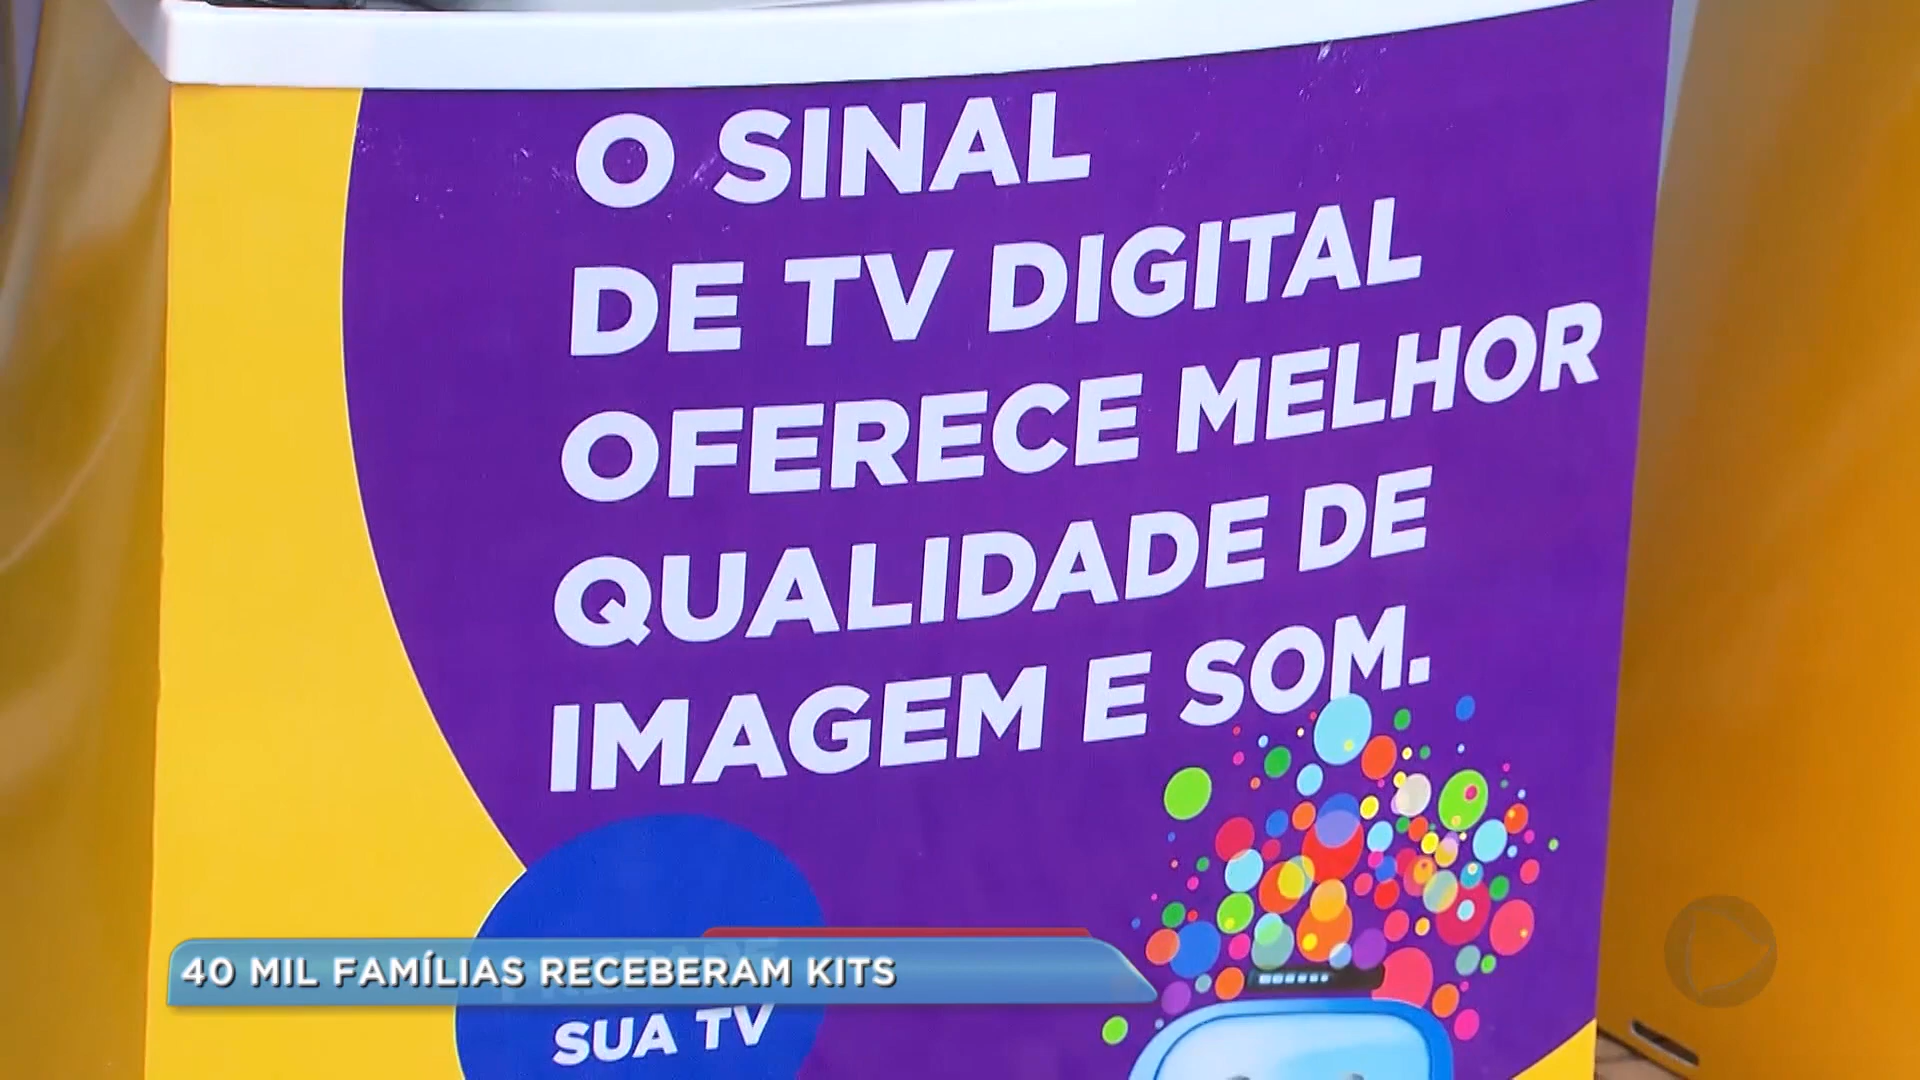 O SINAL
DE TV DIGITAL
OFERECE MELHOR
QUALIDADE DE
IMAGEM E SOM.
40 MIL FAMÍLIAS RECEBERAM KITS
SUA TV